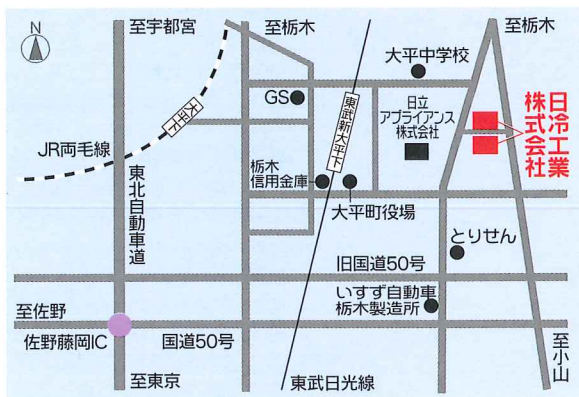 至宇都宮
至栃木
至栃木
N
大平中学校
GS
日立
アプライアンス
株式会社
日冷工業
株式会社
大平下
東武新大平下
JR両毛線
東北自動車道
栃木
信用金庫
大平町役場
とりせん
旧国道50号
いすず自動車
栃木製造所
至佐野
佐野藤岡IC
国道50号
至小山
至東京
東武日光線